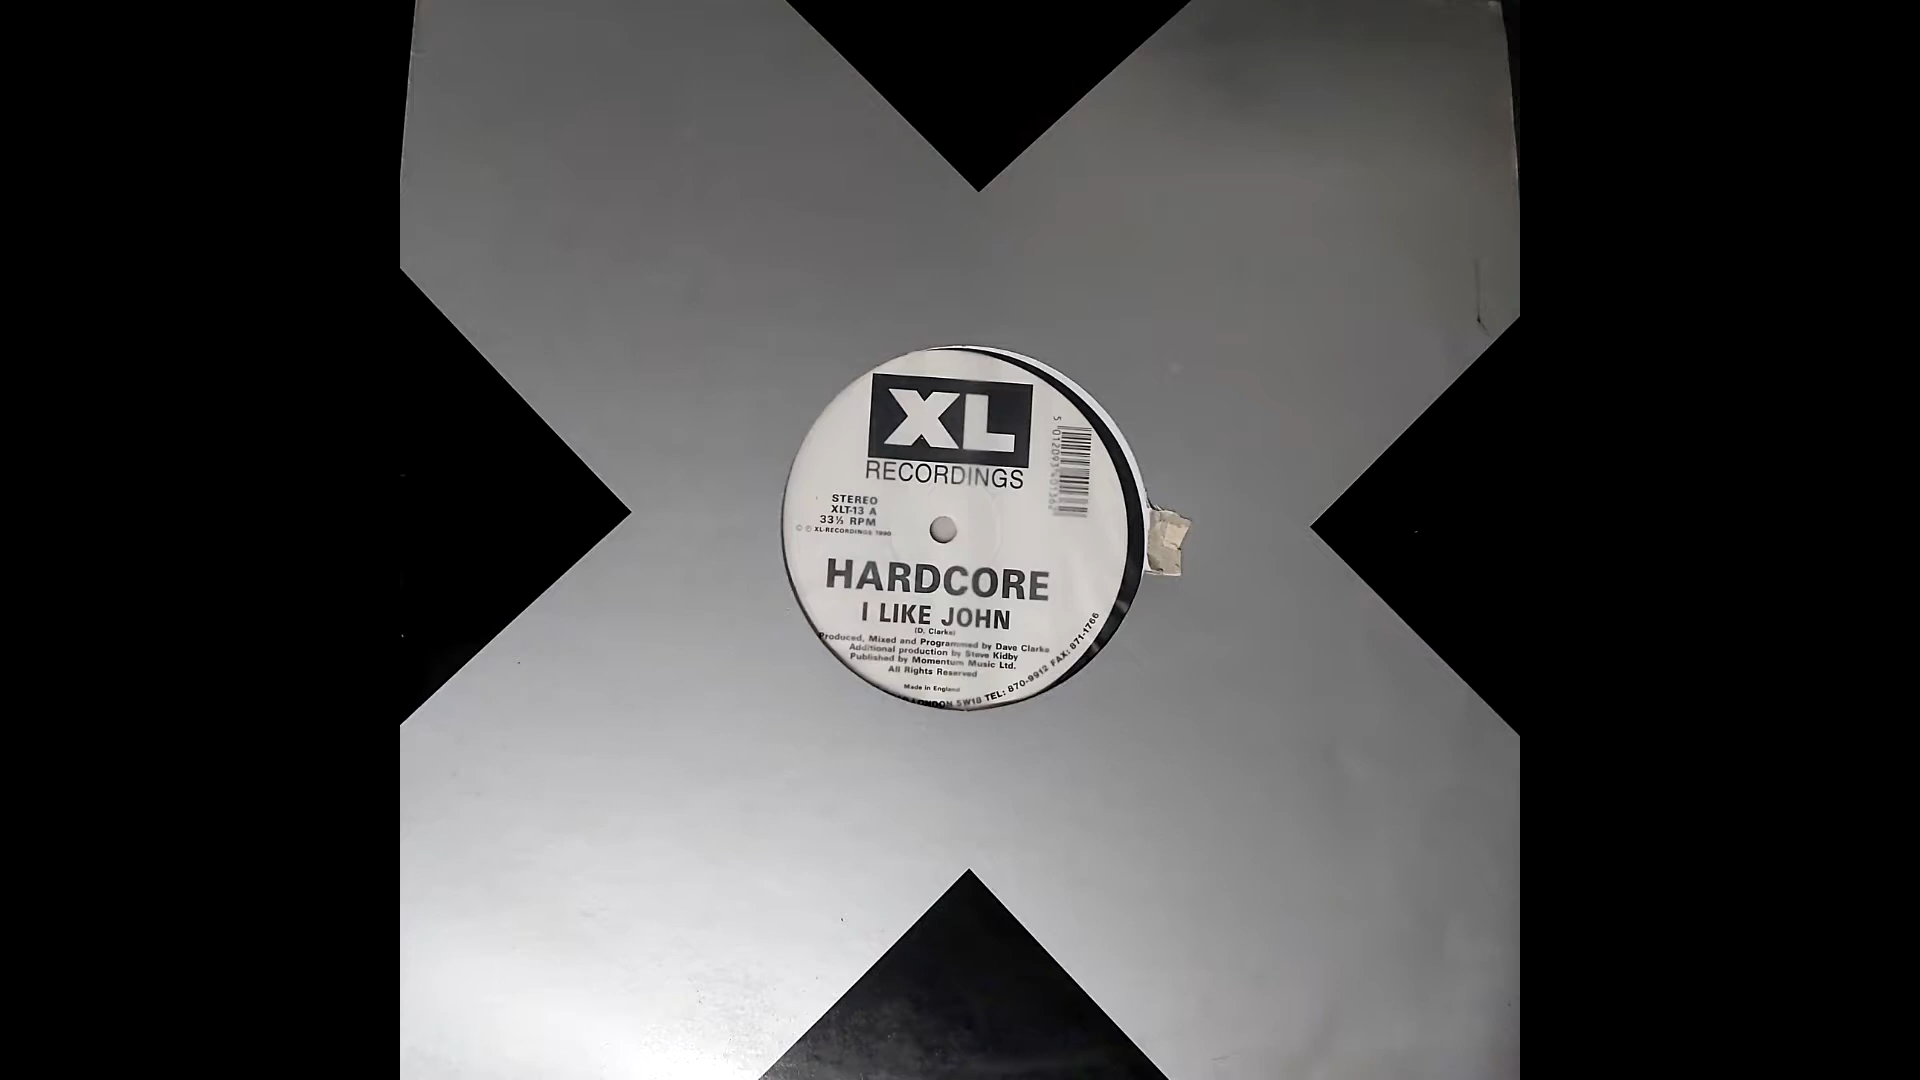 XL
RECORDINGS
STEREO
XLT-13 A
33⅓ RPM
© ℗ XL-RECORDINGS 1990
HARDCORE
I LIKE JOHN
(D. Clarke)
Produced, Mixed and Programmed by Dave Clarke
Additional production by Steve Kidby
Published by Momentum Music Ltd.
All Rights Reserved
Made in England
LONDON SW18 TEL: 870-9912 FAX: 871-1766